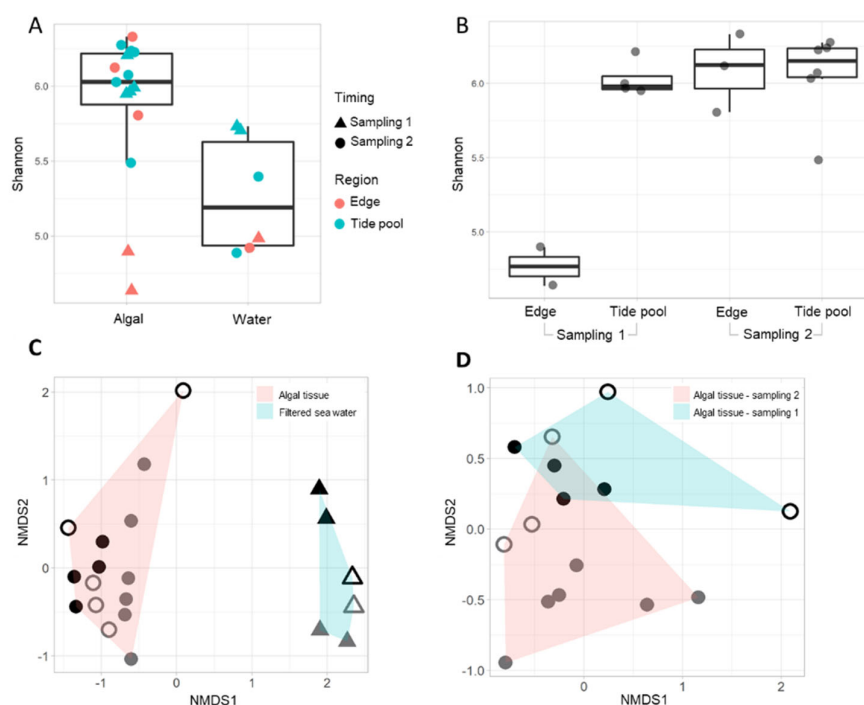 A
Shannon
6.0
5.5
5.0
Algal
Water
Timing
Sampling 1
Sampling 2
Region
Edge
Tide pool
B
Shannon
6.0
5.5
5.0
Edge
Tide pool
Edge
Tide pool
Sampling 1
Sampling 2
C
Algal tissue
Filtered sea water
NMDS2
2
1
0
-1
-1
0
1
2
NMDS1
D
Algal tissue - sampling 2
Algal tissue - sampling 1
NMDS2
1.0
0.5
0.0
-0.5
-1.0
0
1
2
NMDS1